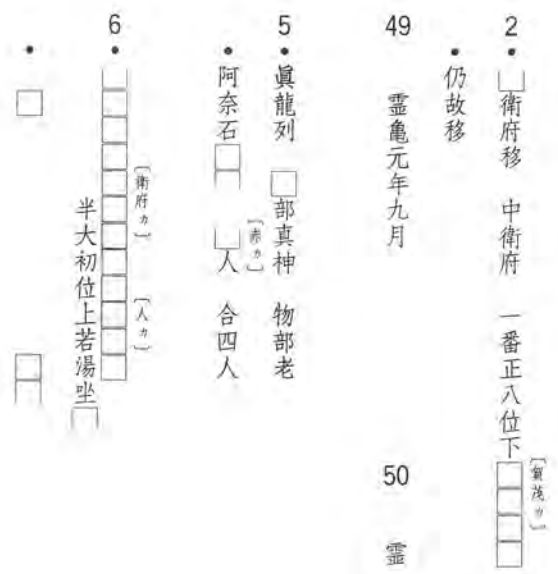 2
・□衛府移 中衛府 一番正八位下□□□□
〔賀茂カ〕
・仍故移
49
霊亀元年九月
50
霊
5
・眞龍列 □部真神 物部老
・阿奈石□□ □人 合四人
〔赤カ〕
6
・□□□□□□□□□□□□
〔衛府カ〕
〔人カ〕
半大初位上若湯坐□
・□ □□